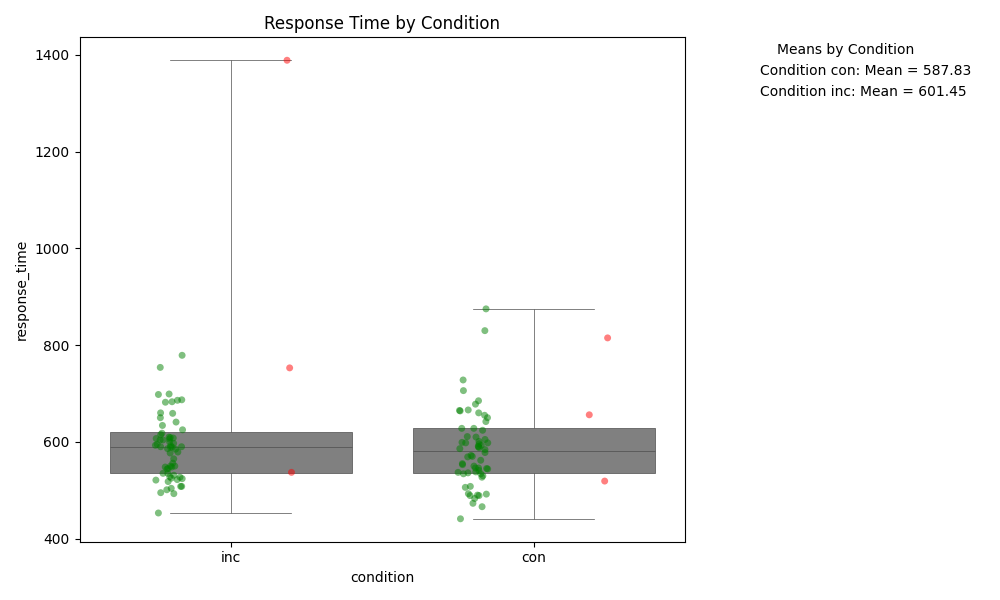 Response Time by Condition
Means by Condition
Condition con: Mean = 587.83
Condition inc: Mean = 601.45
1400
1200
1000
800
600
400
response_time
inc con
condition